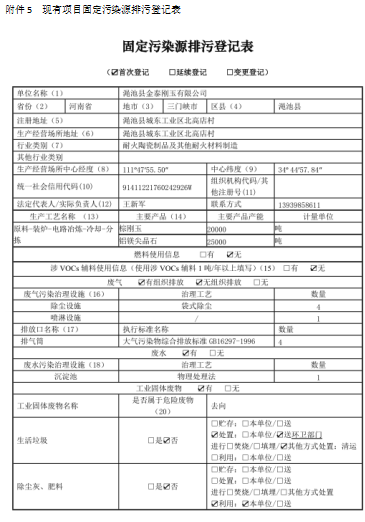 附件 5 现有项目固定污染源排污登记表
固定污染源排污登记表
（☑首次登记 □延续登记 □变更登记）
单位名称（1） 渑池县金泰刚玉有限公司
省份（2） 河南省 地市（3） 三门峡市 区县（4） 渑池县
注册地址（5） 渑池县城东工业区北高店村
生产经营场所地址（6） 渑池县城东工业区北高店村
行业类别（7） 耐火陶瓷制品及其他耐火材料制造
其他行业类别
生产经营场所中心经度（8） 111°47′55.50″ 中心纬度（9） 34°44′57.84″
统一社会信用代码(10) 91411221760242926W 组织机构代码/其他注册号(11)
法定代表人/实际负责人(12) 王新军 联系方式 13939858611
生产工艺名称 （13） 主要产品（14） 主要产品产能 计量单位
原料-装炉-电路冶炼-冷却-分拣 棕刚玉 20000 吨
铝镁尖晶石 25000 吨
燃料使用信息 □有 ☑无
涉 VOCs 辅料使用信息（使用涉 VOCs 辅料 1 吨/年以上填写）(15) □有 ☑无
废气 ☑有组织排放 ☑无组织排放 □无
废气污染治理设施（16） 治理工艺 数量
除尘设施 袋式除尘 4
喷淋设施 / 1
排放口名称（17） 执行标准名称 数量
排气筒 大气污染物综合排放标准 GB16297-1996 4
废水 ☑有 □无
废水污染治理设施（18） 治理工艺 数量
沉淀池 物理处理法 1
工业固体废物 ☑有 □无
工业固体废物名称 是否属于危险废物（20） 去向
生活垃圾 □是☑否 □贮存：□本单位/□送
☑处置：□本单位/☑送环卫部门
进行□焚烧/□填埋/☑其他方式处置：清运
□利用：□本单位/□送
除尘灰、肥料 □是☑否 □贮存：□本单位/□送
□处置：□本单位/□送
进行□焚烧/□填埋/□其他方式处置
☑利用：☑本单位/□送